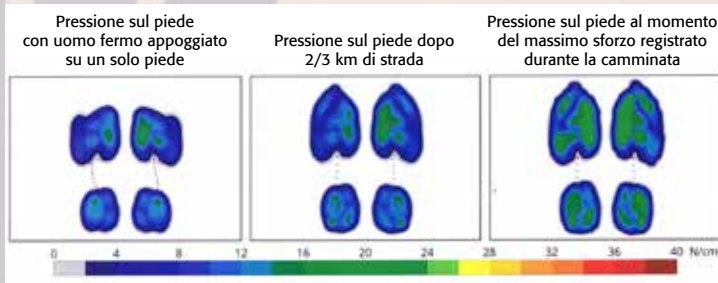 Pressione sul piede
con uomo fermo appoggiato
su un solo piede
Pressione sul piede dopo
2/3 km di strada
Pressione sul piede al momento
del massimo sforzo registrato
durante la camminata
0 4 8 12 16 20 24 28 32 36 40 N/cm